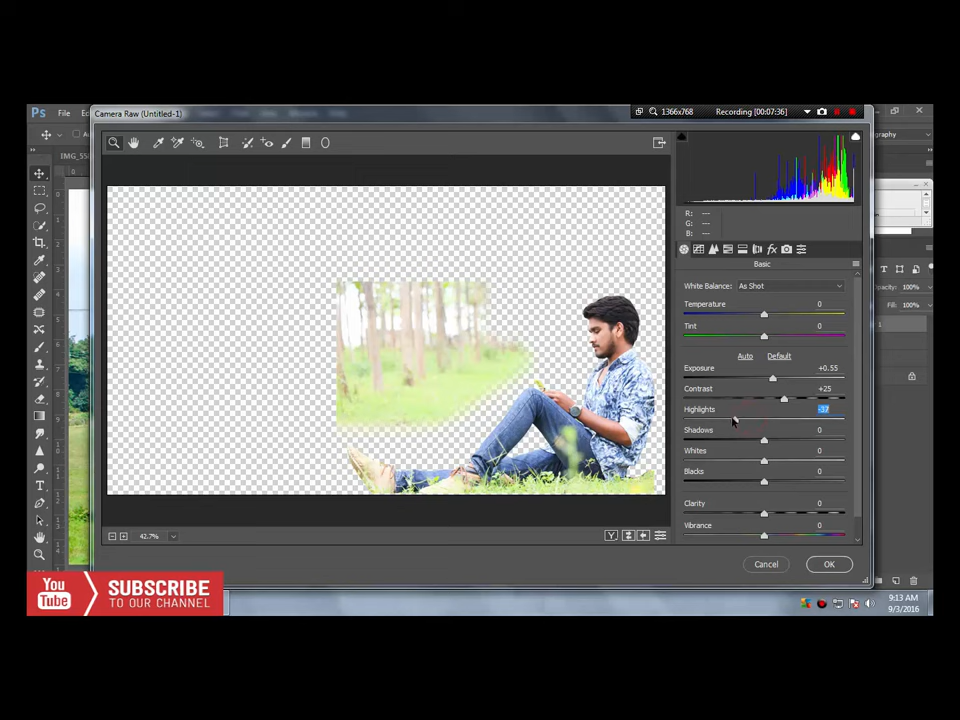 Camera Raw (Untitled-1)
1366x768
Recording [00:07:36]
Ps
File
IMG_55
R: ---
G: ---
B: ---
Basic
White Balance: As Shot
Temperature 0
Tint 0
Auto Default
Exposure +0.55
Contrast +25
Highlights -37
Shadows 0
Whites 0
Blacks 0
Clarity 0
Vibrance 0
42.7%
Cancel OK
100%
Fill: 100%
You
Tube
SUBSCRIBE
TO OUR CHANNEL
9:13 AM
9/3/2016